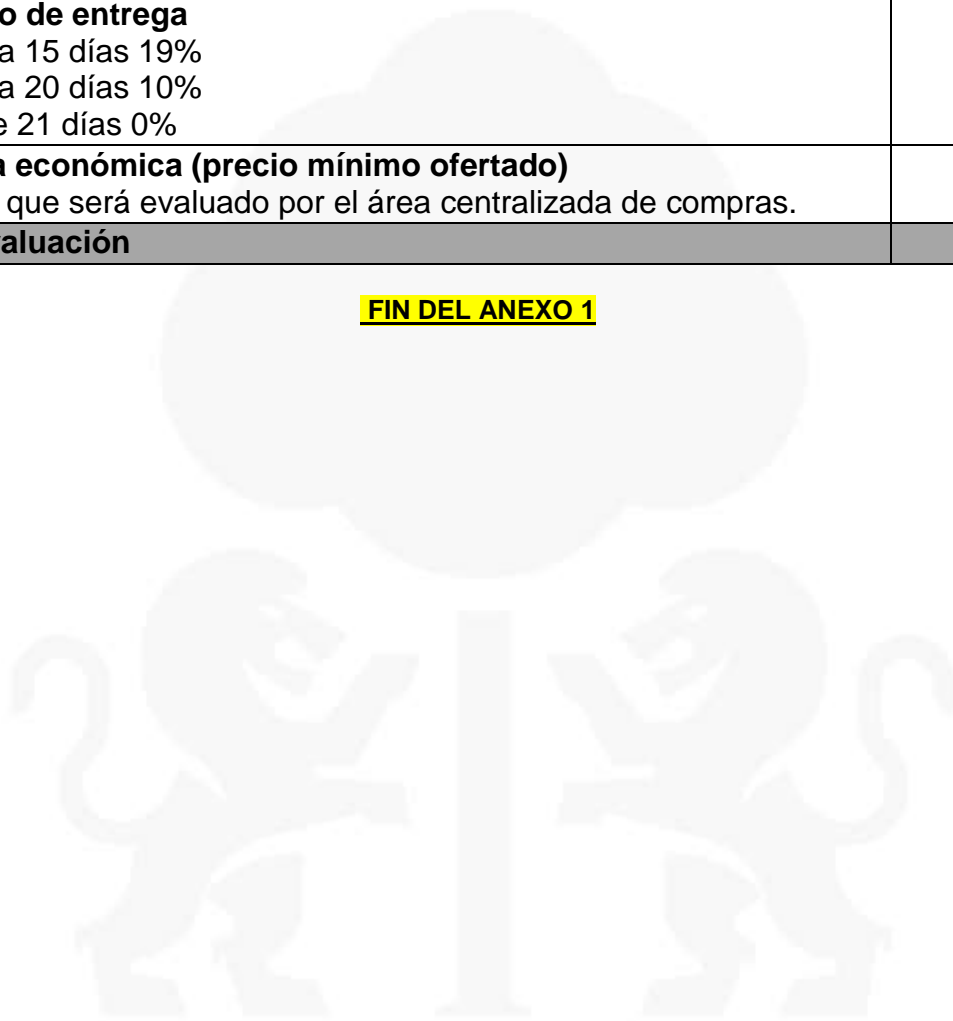 o de entrega
a 15 días 19%
a 20 días 10%
e 21 días 0%
a económica (precio mínimo ofertado)
que será evaluado por el área centralizada de compras.
valuación
FIN DEL ANEXO 1